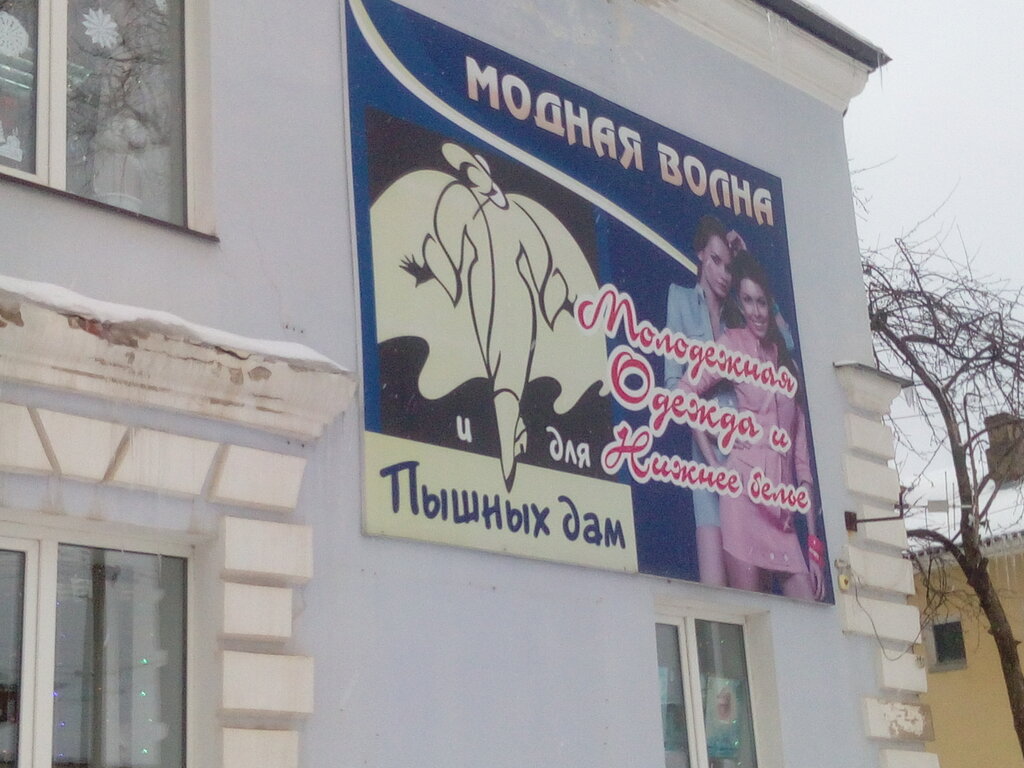 МОДНАЯ ВОЛНА
Молодежная
Одежда и
Нижнее белье
и для
Пышных дам